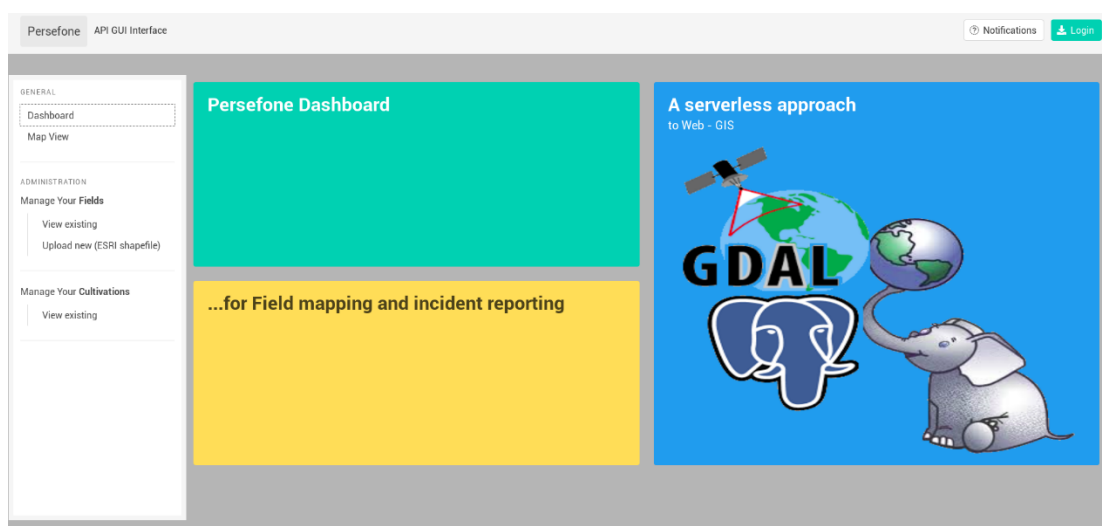 Persefone
API GUI Interface
Notifications
Login
GENERAL
Dashboard
Map View
ADMINISTRATION
Manage Your Fields
View existing
Upload new (ESRI shapefile)
Manage Your Cultivations
View existing
Persefone Dashboard
...for Field mapping and incident reporting
A serverless approach
to Web - GIS
GDAL